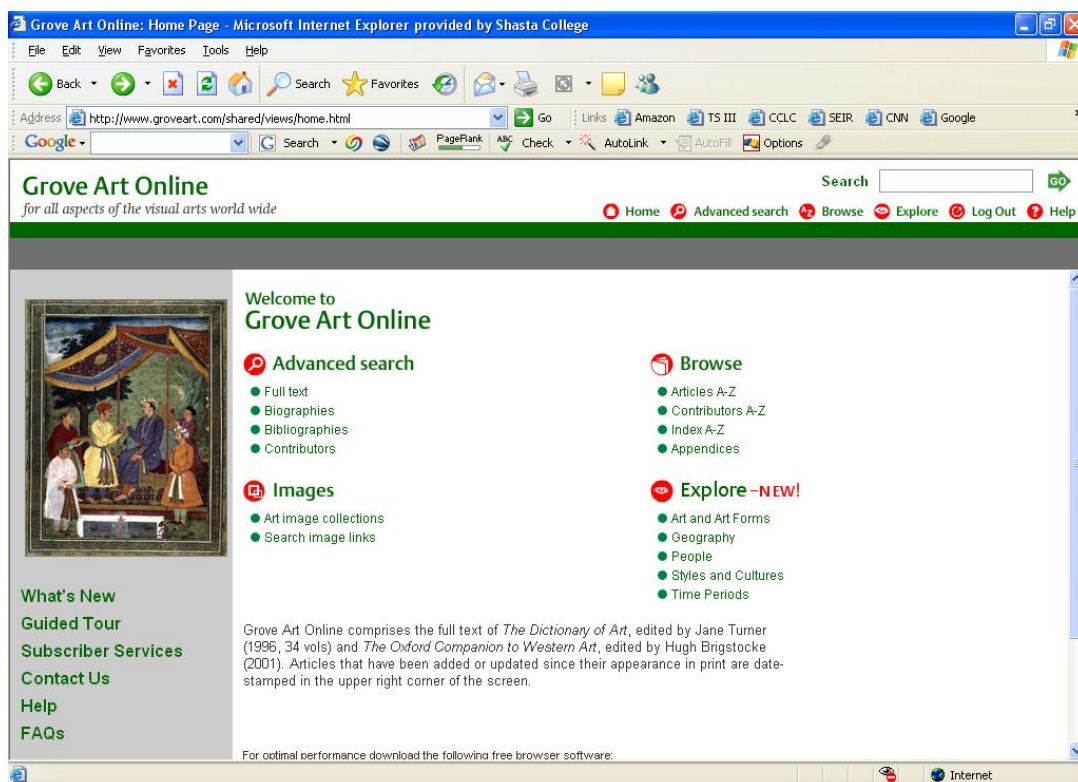 Grove Art Online: Home Page - Microsoft Internet Explorer provided by Shasta College
File Edit View Favorites Tools Help
Back Search Favorites
Address http://www.groveart.com/shared/views/home.html Go Links Amazon TS III CCLC SEIR CNN Google
Google Search PageRank ABC Check AutoLink AutoFill Options
Grove Art Online
for all aspects of the visual arts world wide
Search GO
Home Advanced search Browse Explore Log Out Help
Welcome to
Grove Art Online
Advanced search
Full text
Biographies
Bibliographies
Contributors
Browse
Articles A-Z
Contributors A-Z
Index A-Z
Appendices
Images
Art image collections
Search image links
Explore -NEW!
Art and Art Forms
Geography
People
Styles and Cultures
Time Periods
What's New
Guided Tour
Subscriber Services
Contact Us
Help
FAQs
Grove Art Online comprises the full text of The Dictionary of Art, edited by Jane Turner
(1996, 34 vols) and The Oxford Companion to Western Art, edited by Hugh Brigstocke
(2001). Articles that have been added or updated since their appearance in print are date-
stamped in the upper right corner of the screen.
For optimal performance download the following free browser software:
Internet